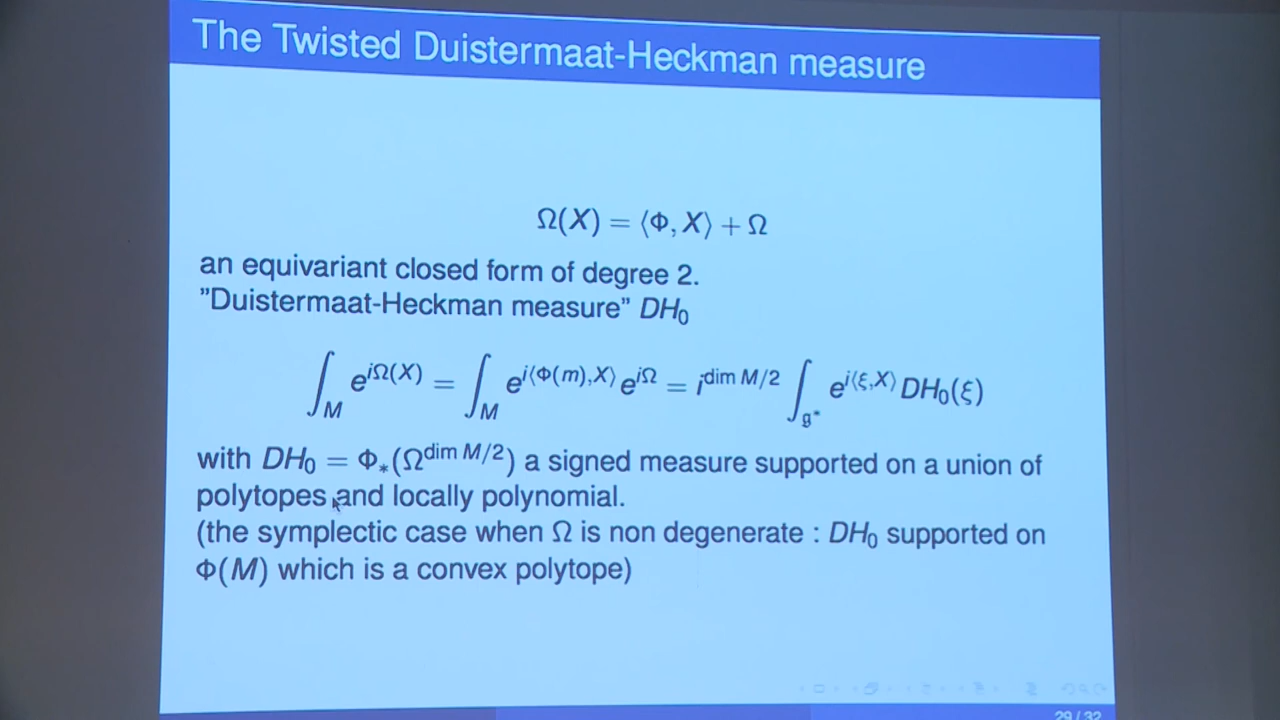 The Twisted Duistermaat-Heckman measure
Ω(X) = ⟨Φ, X⟩ + Ω
an equivariant closed form of degree 2.
"Duistermaat-Heckman measure" DH₀
∫_M e^{iΩ(X)} = ∫_M e^{i⟨Φ(m),X⟩} e^{iΩ} = i^{dim M/2} ∫_{g*} e^{i⟨ξ,X⟩} DH₀(ξ)
with DH₀ = Φ_*(Ω^{dim M/2}) a signed measure supported on a union of
polytopes and locally polynomial.
(the symplectic case when Ω is non degenerate : DH₀ supported on
Φ(M) which is a convex polytope)
29 / 32